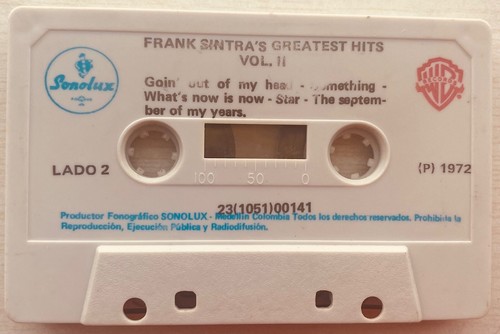 FRANK SINTRA'S GREATEST HITS
VOL. II
Sonolux
WB
RECORDS
Goin' out of my head - Something -
What's now is now - Star - The septem-
ber of my years.
LADO 2
100 50 0
(P) 1972
23(1051)00141
Productor Fonográfico SONOLUX - Medellín Colombia Todos los derechos reservados. Prohibida la
Reproducción, Ejecución Pública y Radiodifusión.